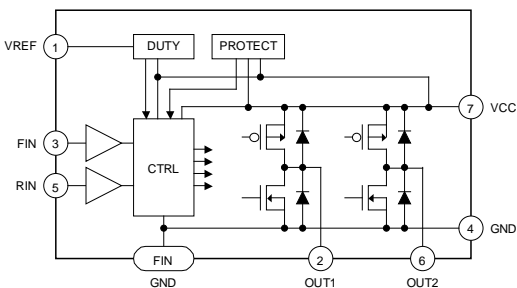 DUTY PROTECT
VREF 1
7 VCC
FIN 3
CTRL
RIN 5
4 GND
FIN 2 6
GND OUT1 OUT2